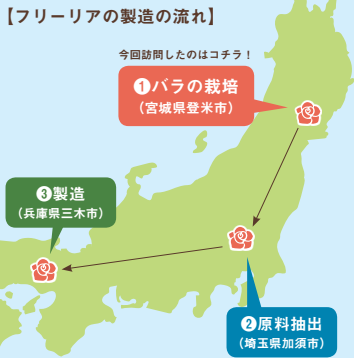 【フリーリアの製造の流れ】
今回訪問したのはコチラ！
❶バラの栽培
（宮城県登米市）
❸製造
（兵庫県三木市）
❷原料抽出
（埼玉県加須市）